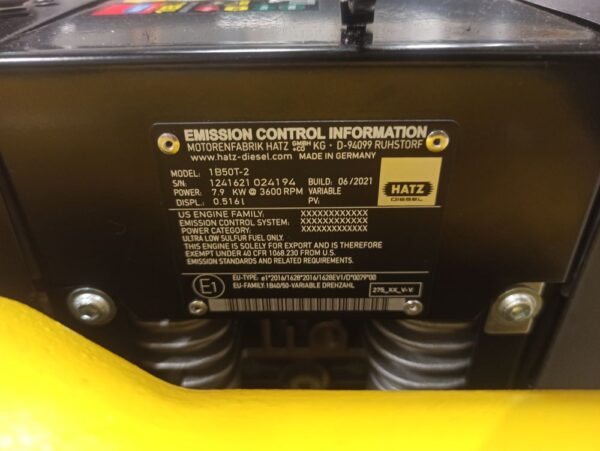 EMISSION CONTROL INFORMATION
MOTORENFABRIK HATZ GMBH +CO KG · D-94099 RUHSTORF
www.hatz-diesel.com MADE IN GERMANY
MODEL: 1B50T-2
S/N: 1241621 024194 BUILD: 06/2021
POWER: 7.9 KW @ 3600 RPM VARIABLE
DISPL.: 0.516 l PV:
HATZ
DIESEL
US ENGINE FAMILY: XXXXXXXXXXXX
EMISSION CONTROL SYSTEM: XXXXXXXXXXXX
POWER CATEGORY: XXXXXXXXXXXX
ULTRA LOW SULFUR FUEL ONLY
THIS ENGINE IS SOLELY FOR EXPORT AND IS THEREFORE
EXEMPT UNDER 40 CFR 1068.230 FROM U.S.
EMISSION STANDARDS AND RELATED REQUIREMENTS.
E1
EU-TYPE: e1*2016/1628*2016/1628EV1/D*0079*00
EU-FAMILY:1B40/50-VARIABLE DREHZAHL
275_XX_V-V